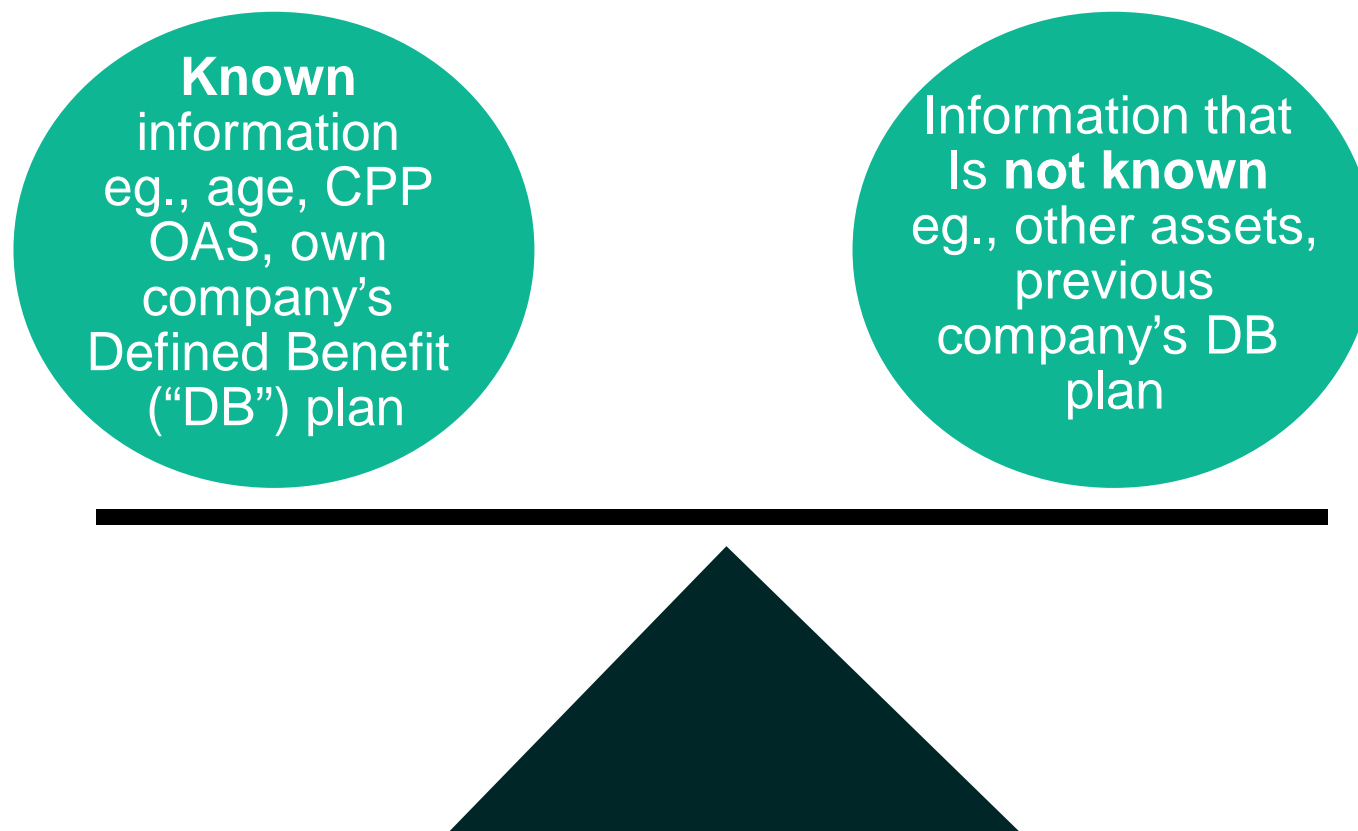 Known
information
eg., age, CPP
OAS, own
company’s
Defined Benefit
(“DB”) plan
Information that
Is not known
eg., other assets,
previous
company’s DB
plan